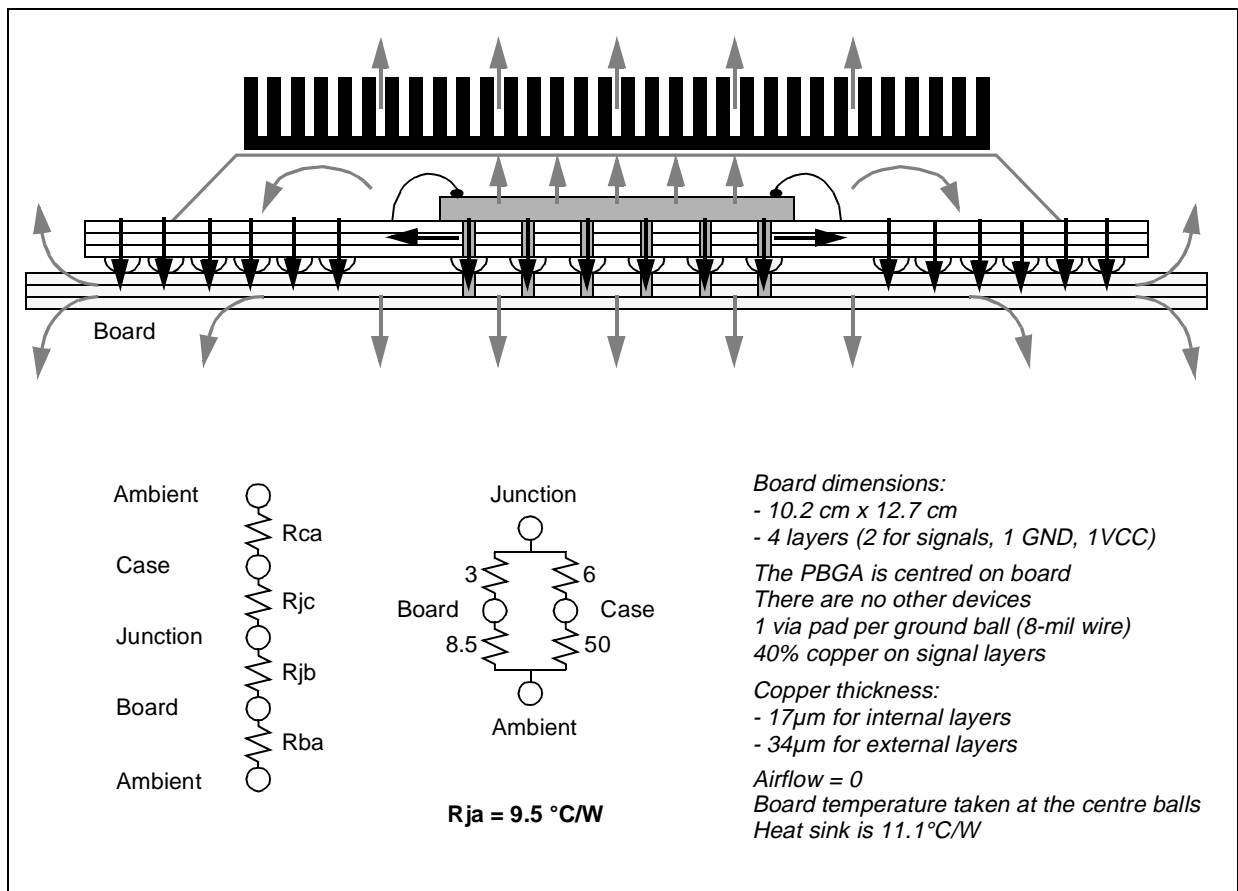 Board
Ambient
Rca
Case
Rjc
Junction
Rjb
Board
Rba
Ambient
Junction
3
6
Board
Case
8.5
50
Ambient
Rja = 9.5 °C/W
Board dimensions:
- 10.2 cm x 12.7 cm
- 4 layers (2 for signals, 1 GND, 1VCC)
The PBGA is centred on board
There are no other devices
1 via pad per ground ball (8-mil wire)
40% copper on signal layers
Copper thickness:
- 17µm for internal layers
- 34µm for external layers
Airflow = 0
Board temperature taken at the centre balls
Heat sink is 11.1°C/W